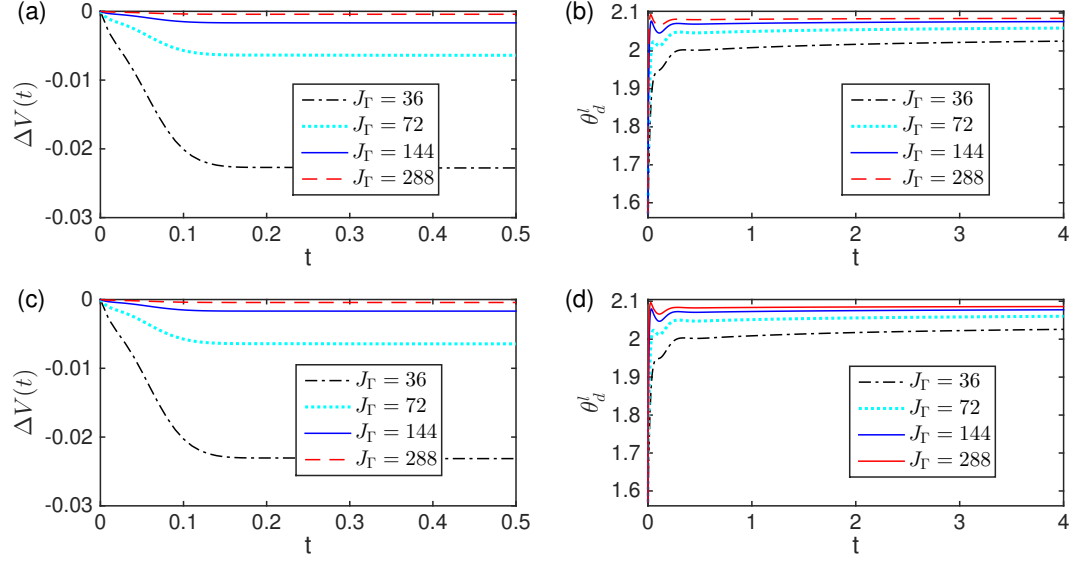 (a)
0
-0.01
-0.02
-0.03
ΔV(t)
0 0.1 0.2 0.3 0.4 0.5
t
J_Γ = 36
J_Γ = 72
J_Γ = 144
J_Γ = 288
(b)
2.1
2
1.9
1.8
1.7
1.6
θ_d^l
0 1 2 3 4
t
J_Γ = 36
J_Γ = 72
J_Γ = 144
J_Γ = 288
(c)
0
-0.01
-0.02
-0.03
ΔV(t)
0 0.1 0.2 0.3 0.4 0.5
t
J_Γ = 36
J_Γ = 72
J_Γ = 144
J_Γ = 288
(d)
2.1
2
1.9
1.8
1.7
1.6
θ_d^l
0 1 2 3 4
t
J_Γ = 36
J_Γ = 72
J_Γ = 144
J_Γ = 288